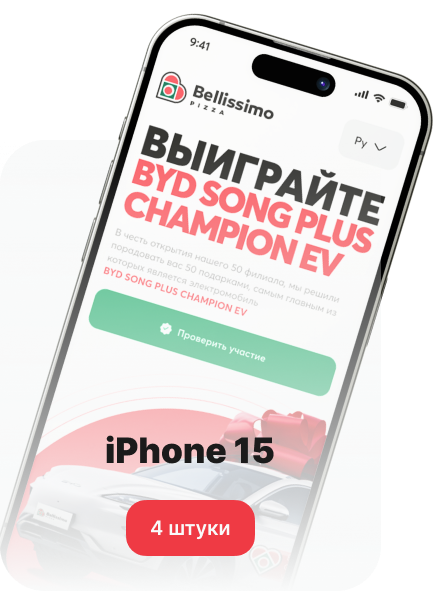 9:41
Bellissimo
PIZZA
Ру
ВЫИГРАЙТЕ
BYD SONG PLUS
CHAMPION EV
В честь открытия нашего 50 филиала, мы решили
порадовать вас 50 подарками, самым главным из
которых является электромобиль
BYD SONG PLUS CHAMPION EV
Проверить участие
iPhone 15
4 штуки